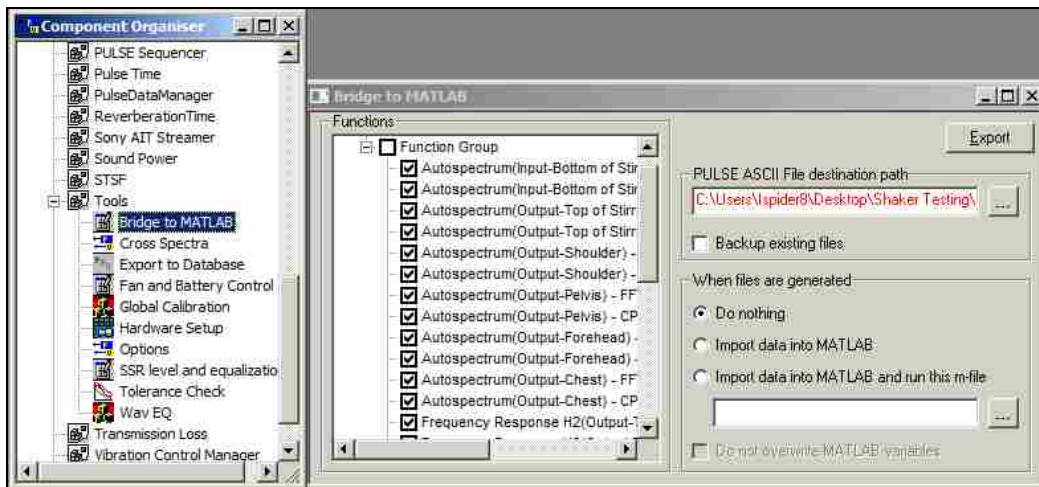 Component Organiser
PULSE Sequencer
Pulse Time
PulseDataManager
ReverberationTime
Sony AIT Streamer
Sound Power
STSF
Tools
Bridge to MATLAB
Cross Spectra
Export to Database
Fan and Battery Control
Global Calibration
Hardware Setup
Options
SSR level and equalizatio
Tolerance Check
Wav EQ
Transmission Loss
Vibration Control Manager
Bridge to MATLAB
Functions
Function Group
Autospectrum(Input-Bottom of Stir
Autospectrum(Input-Bottom of Stir
Autospectrum(Output-Top of Stirr
Autospectrum(Output-Top of Stirr
Autospectrum(Output-Shoulder) -
Autospectrum(Output-Shoulder) -
Autospectrum(Output-Pelvis) - FF
Autospectrum(Output-Pelvis) - CP
Autospectrum(Output-Forehead) -
Autospectrum(Output-Forehead) -
Autospectrum(Output-Chest) - FF
Autospectrum(Output-Chest) - CP
Frequency Response H2(Output-T
Export
PULSE ASCII File destination path
C:\Users\Ispider8\Desktop\Shaker Testing\
...
Backup existing files
When files are generated
Do nothing
Import data into MATLAB
Import data into MATLAB and run this m-file
...
Do not overwrite MATLAB variables